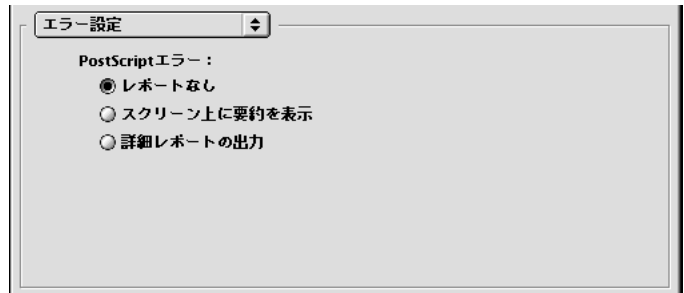 エラー設定
PostScriptエラー：
レポートなし
スクリーン上に要約を表示
詳細レポートの出力